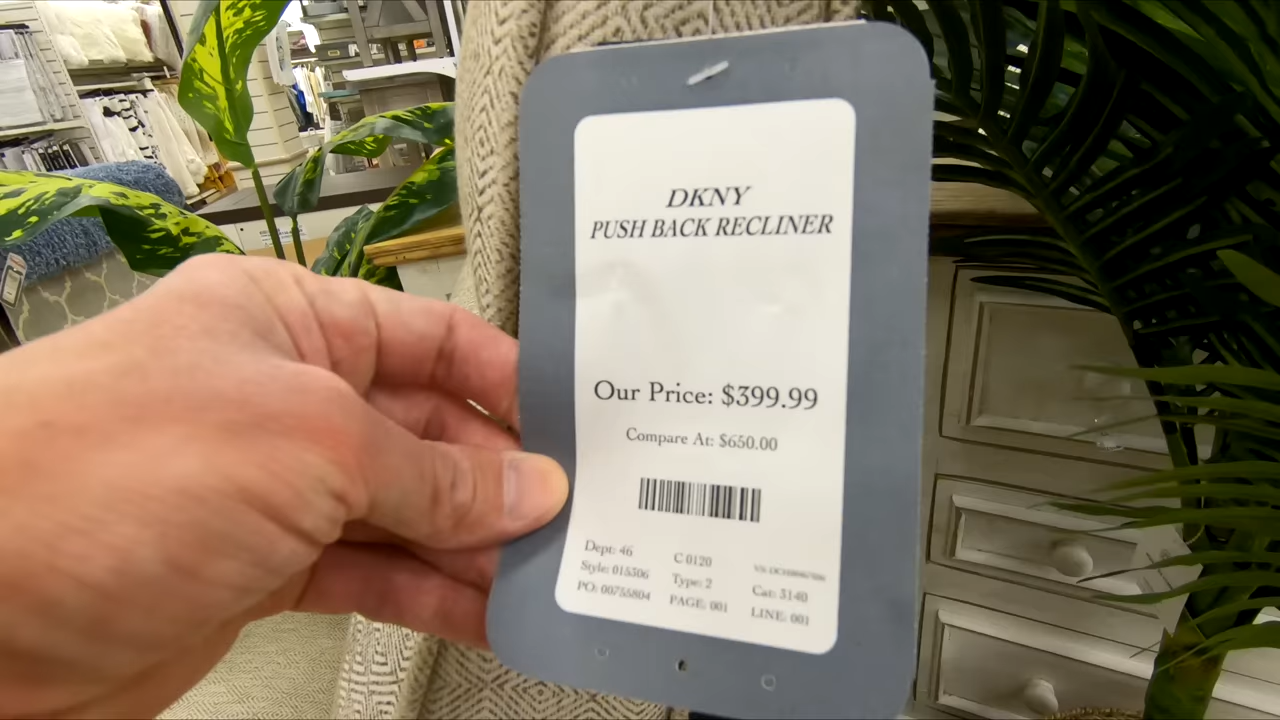 DKNY
PUSH BACK RECLINER
Our Price: $399.99
Compare At: $650.00
Dept: 46 C 0120
Style: 015306 Type: 2 Cat: 3140
PO: 00755804 PAGE: 001 LINE: 001